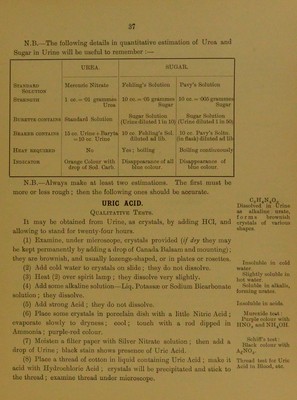 37
N.B.—The following details in quantitative estimation of Urea and
Sugar in Urine will be useful to remember :—
UREA. SUGAR.
STANDARD SOLUTION Mercuric Nitrate Fehling's Solution Pavy's Solution
STRENGTH 1 cc. = ·01 grammes Urea 10 cc. = ·05 grammes Sugar 10 cc. = ·005 grammes Sugar
BURETTE CONTAINS Standard Solution Sugar Solution (Urine diluted 1 in 10) Sugar Solution (Urine diluted 1 in 50)
BEAKER CONTAINS 15 cc. Urine + Baryta = 10 cc. Urine 10 cc. Fehling's Sol. diluted ad lib. 10 cc. Pavy's Soltn. (in flask) diluted ad lib
HEAT REQUIRED No Yes ; boiling Boiling continuously
INDICATOR Orange Colour with drop of Sod. Carb. Disappearance of all blue colour Disappearance of blue colour
N.B.—Always make at least two estimations. The first must be
more or less rough ; then the following ones should be accurate.
URIC ACID.
QUALITATIVE TESTS.
C₅H₄N₄O₃
Dissolved in Urine
as alkaline urate,
forms brownish
crystals of various
shapes.
It may be obtained from Urine, as crystals, by adding HCl, and
allowing to stand for twenty-four hours.
(1) Examine, under microscope, crystals provided (if dry they may
be kept permanently by adding a drop of Canada Balsam and mounting) ;
they are brownish, and usually lozenge-shaped, or in plates or rosettes.
(2) Add cold water to crystals on slide ; they do not dissolve.
Insoluble in cold
water
(3) Heat (2) over spirit lamp ; they dissolve very slightly.
Slightly soluble in
hot water
(4) Add some alkaline solution—Liq. Potassæ or Sodium Bicarbonate
solution ; they dissolve.
Soluble in alkalis,
forming urates.
(5) Add strong Acid ; they do not dissolve.
Insoluble in acids.
(6) Place some crystals in porcelain dish with a little Nitric Acid ;
evaporate slowly to dryness ; cool ; touch with a rod dipped in
Ammonia ; purple-red colour.
Murexide test :
Purple colour with
HNO₃ and NH₄OH.
(7) Moisten a filter paper with Silver Nitrate solution ; then add a
drop of Urine ; black stain shows presence of Uric Acid.
Schiff's test :
Black colour with
AgNO₃.
(8) Place a thread of cotton in liquid containing Uric Acid ; make it
acid with Hydrochloric Acid ; crystals will be precipitated and stick to
the thread ; examine thread under microscope.
Thread test for Uric
Acid in Blood, etc.